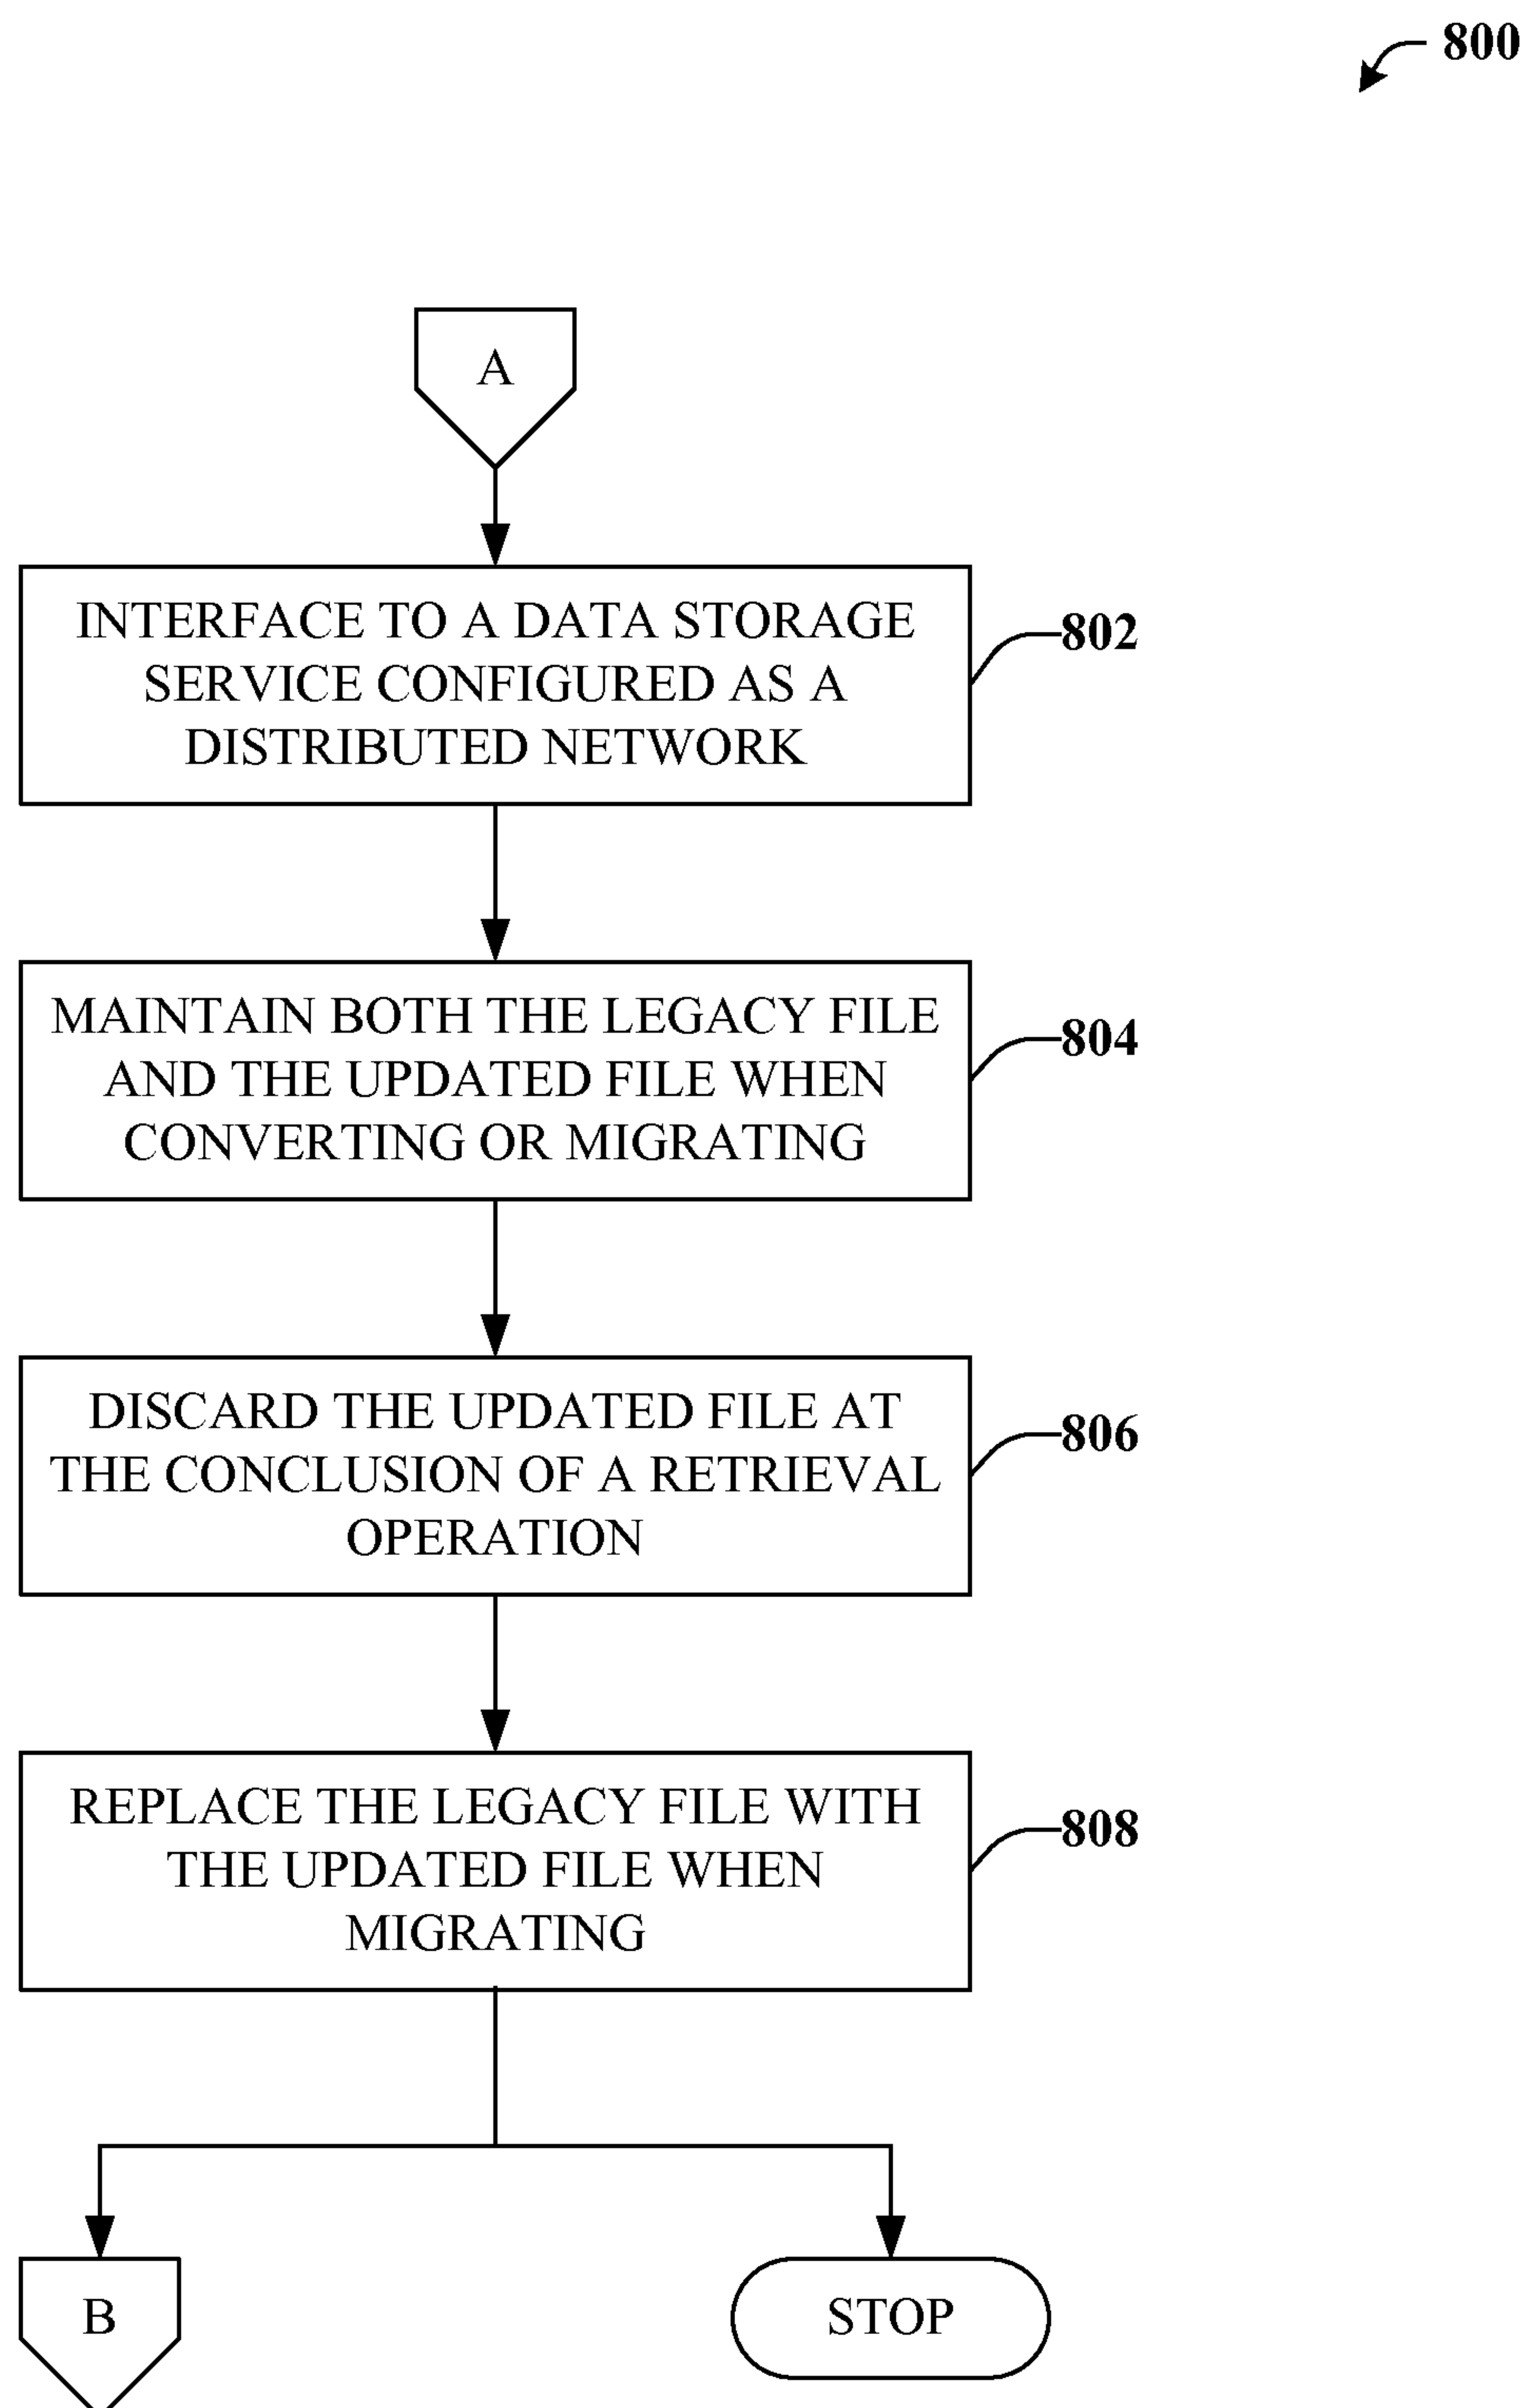 800
A
INTERFACE TO A DATA STORAGE
SERVICE CONFIGURED AS A
DISTRIBUTED NETWORK
802
MAINTAIN BOTH THE LEGACY FILE
AND THE UPDATED FILE WHEN
CONVERTING OR MIGRATING
804
DISCARD THE UPDATED FILE AT
THE CONCLUSION OF A RETRIEVAL
OPERATION
806
REPLACE THE LEGACY FILE WITH
THE UPDATED FILE WHEN
MIGRATING
808
B
STOP